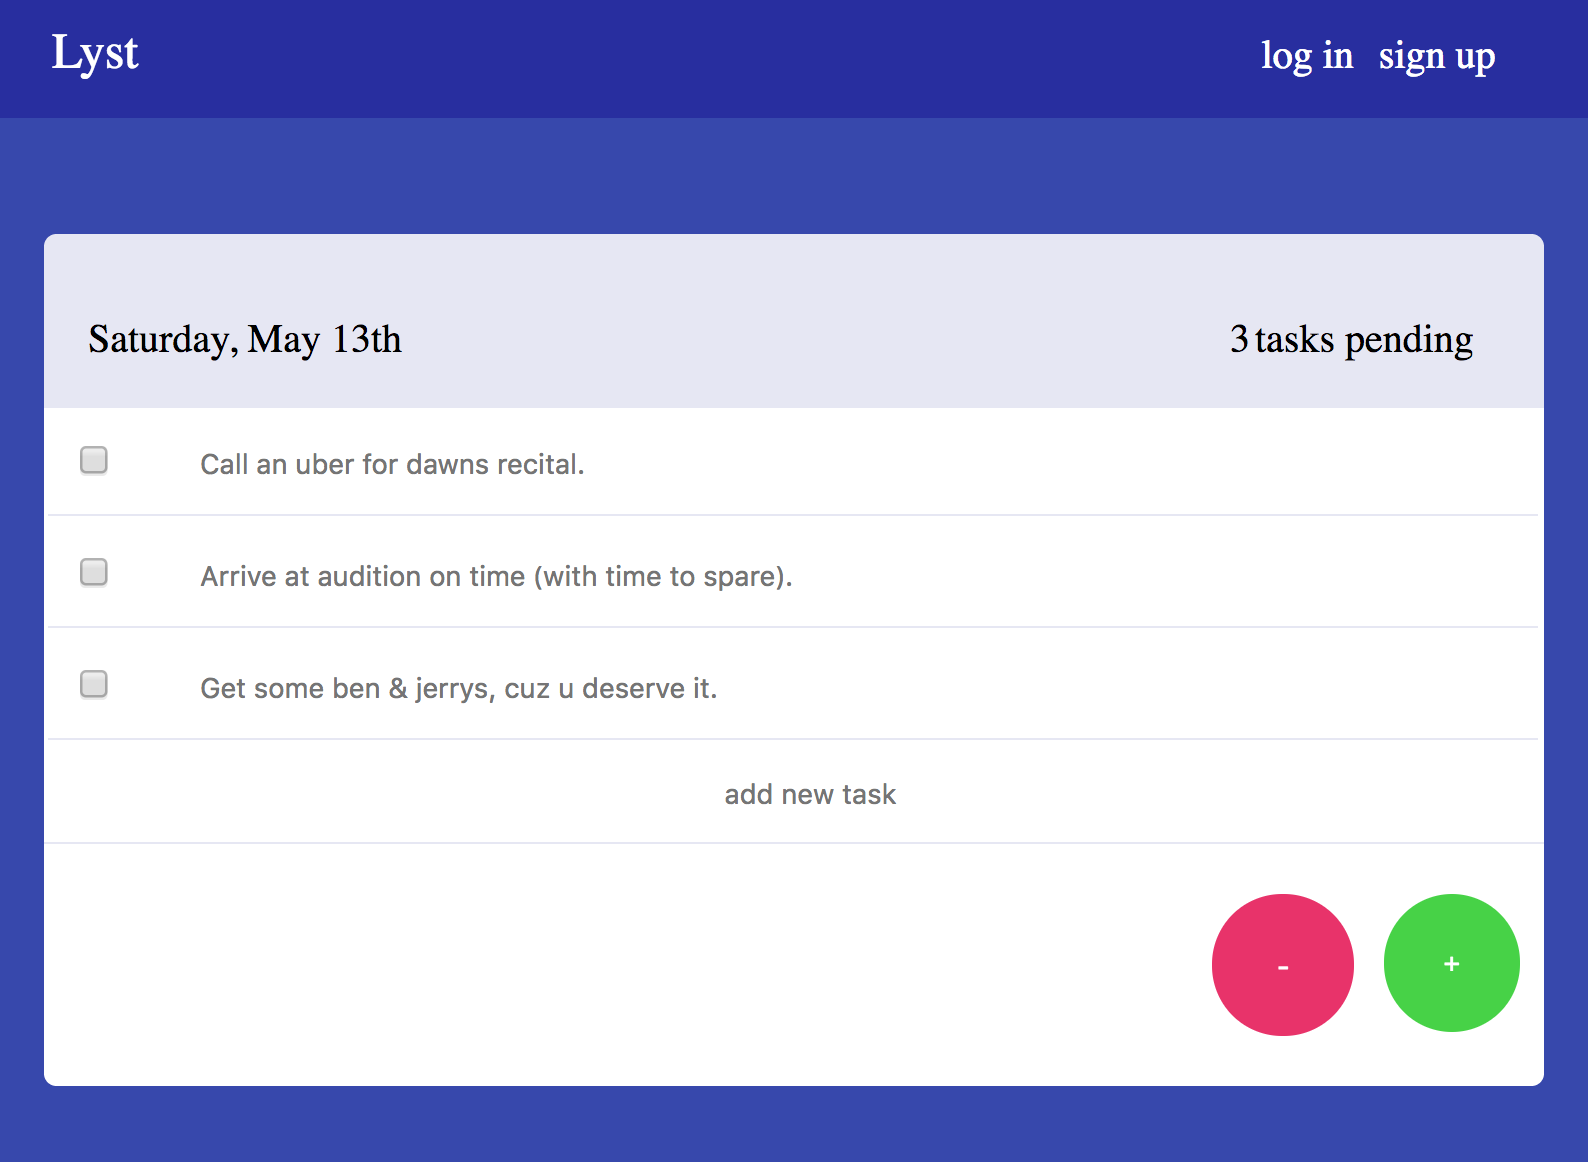 Lyst
log in sign up
Saturday, May 13th
3 tasks pending
Call an uber for dawns recital.
Arrive at audition on time (with time to spare).
Get some ben & jerrys, cuz u deserve it.
add new task
- +